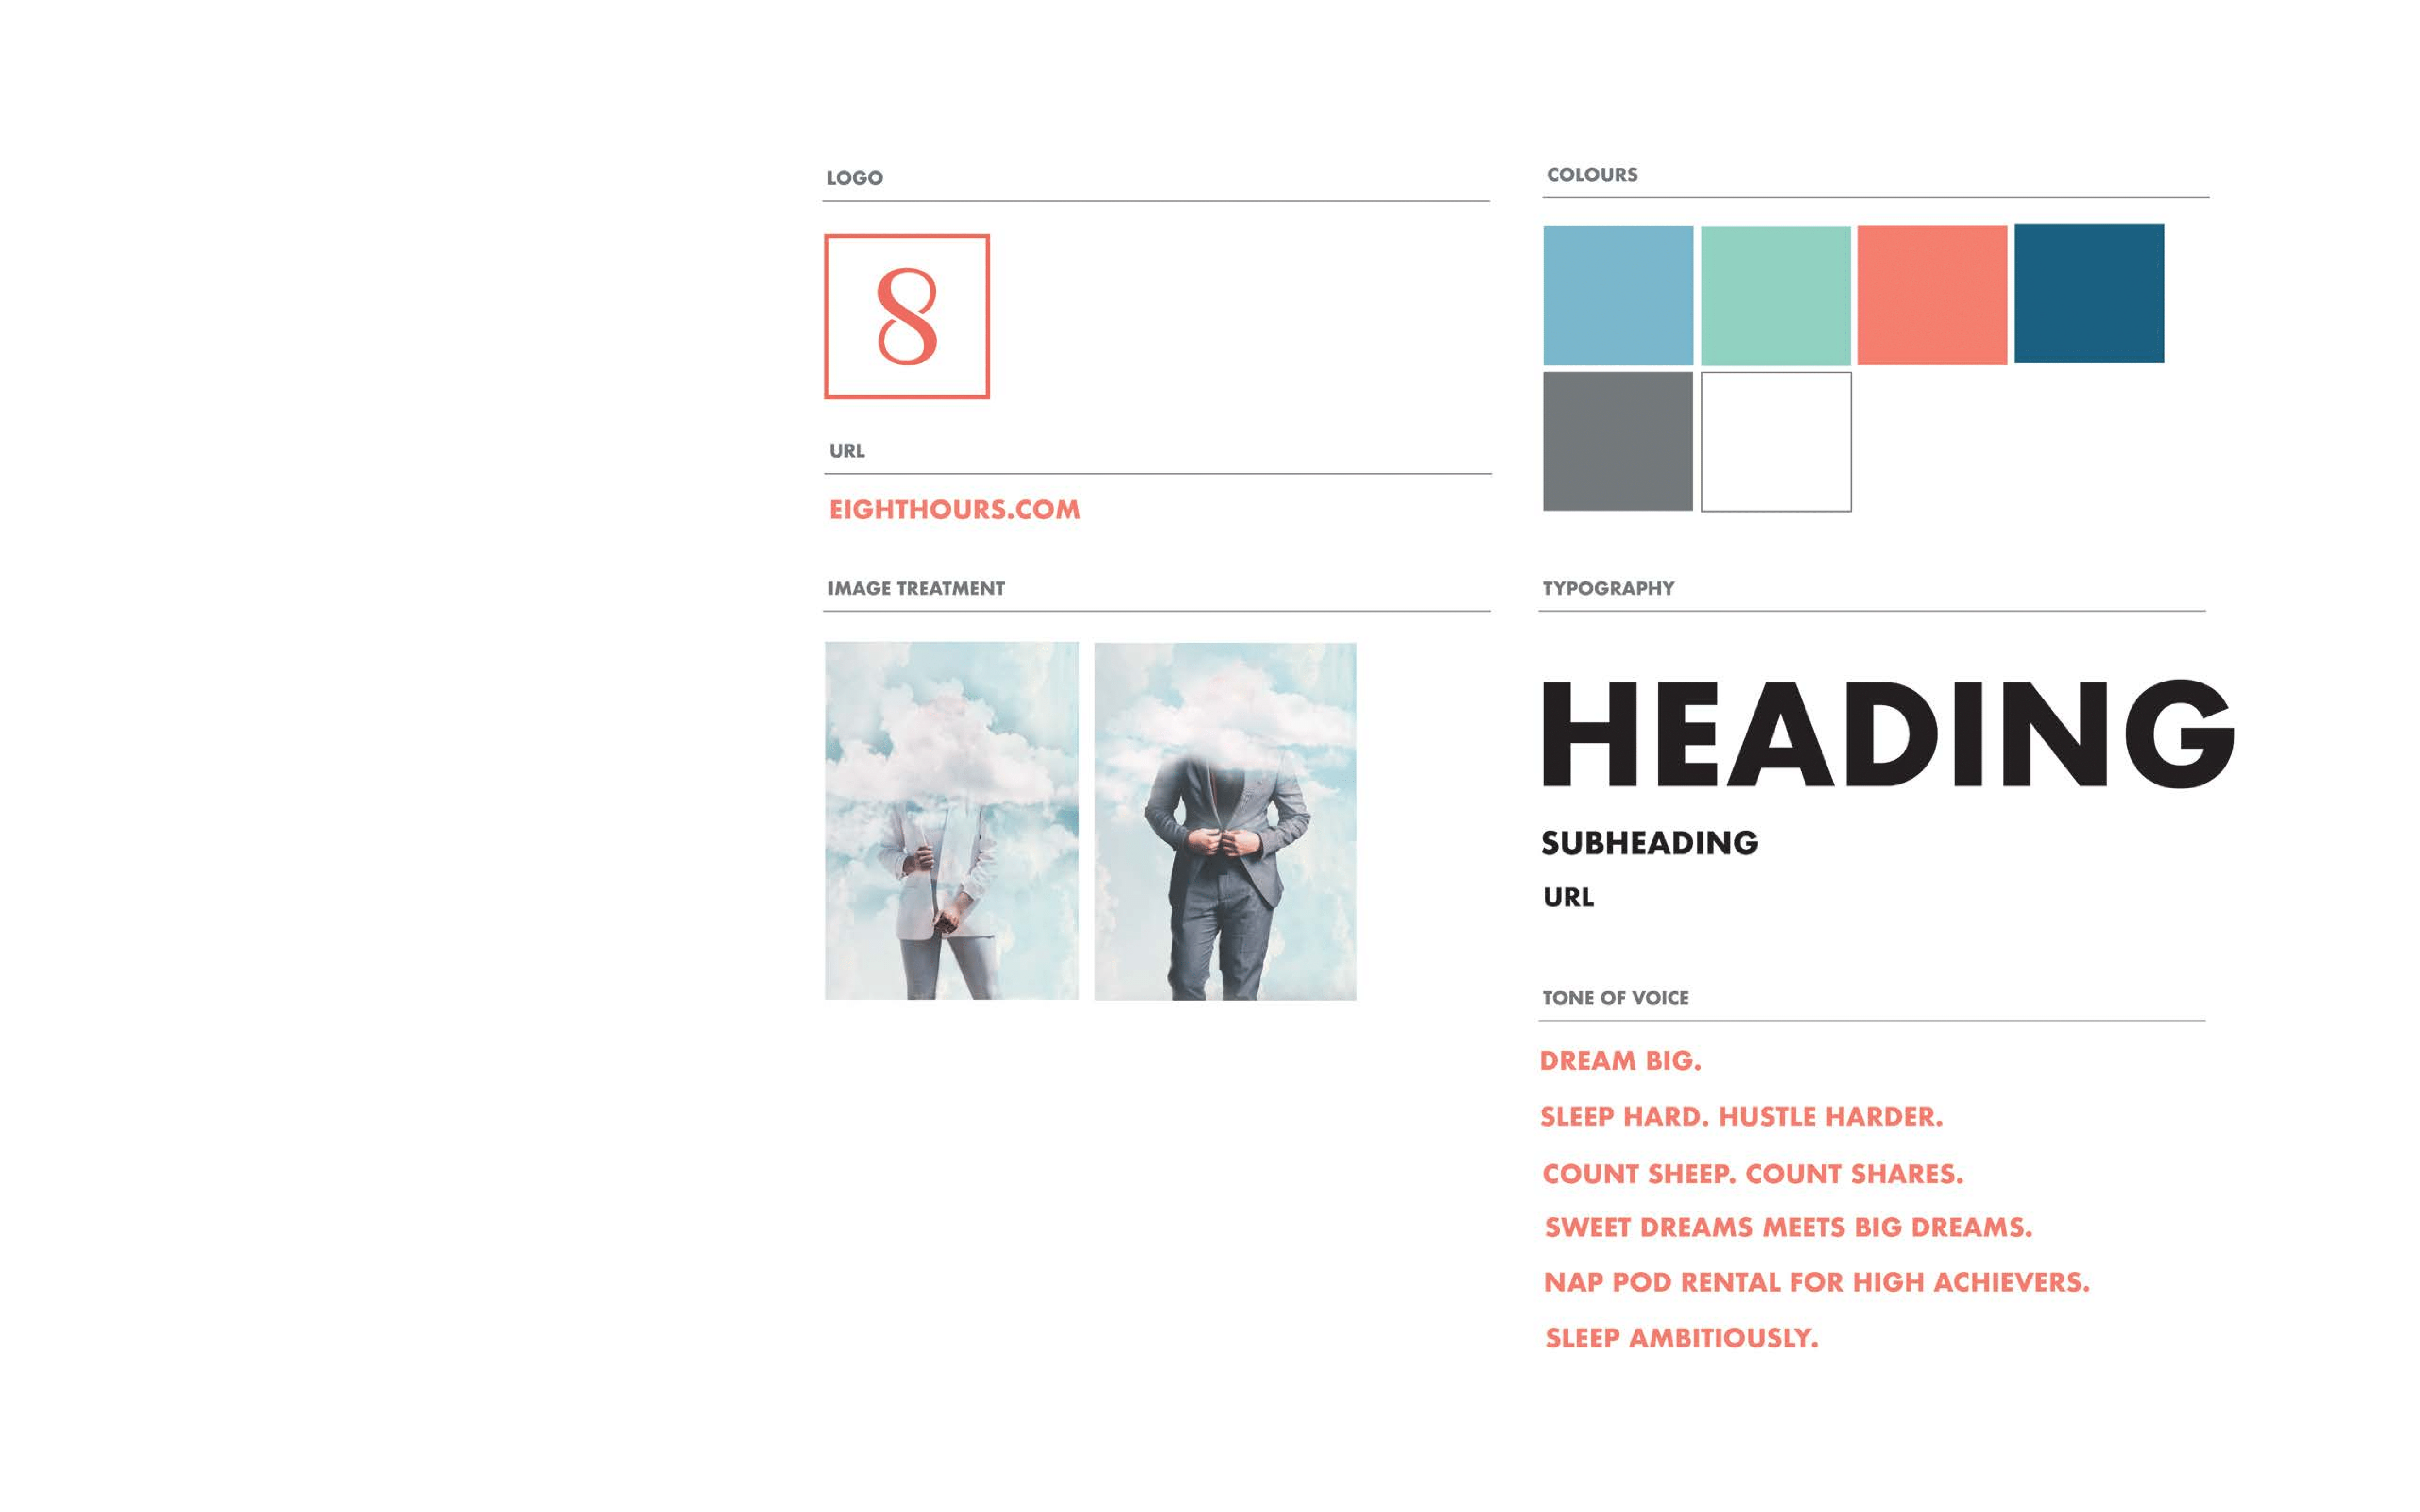 LOGO
8
URL
EIGHTHOURS.COM
IMAGE TREATMENT
COLOURS
TYPOGRAPHY
HEADING
SUBHEADING
URL
TONE OF VOICE
DREAM BIG.
SLEEP HARD. HUSTLE HARDER.
COUNT SHEEP. COUNT SHARES.
SWEET DREAMS MEETS BIG DREAMS.
NAP POD RENTAL FOR HIGH ACHIEVERS.
SLEEP AMBITIOUSLY.